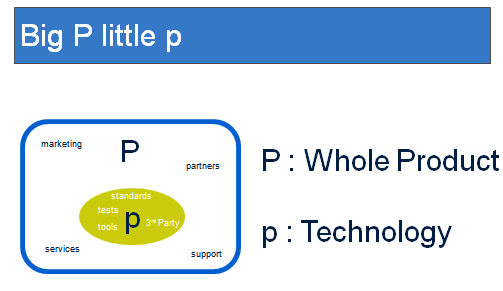 Big P little p
marketing
P
partners
standards
tests
p
3rd Party
tools
services
support
P : Whole Product
p : Technology